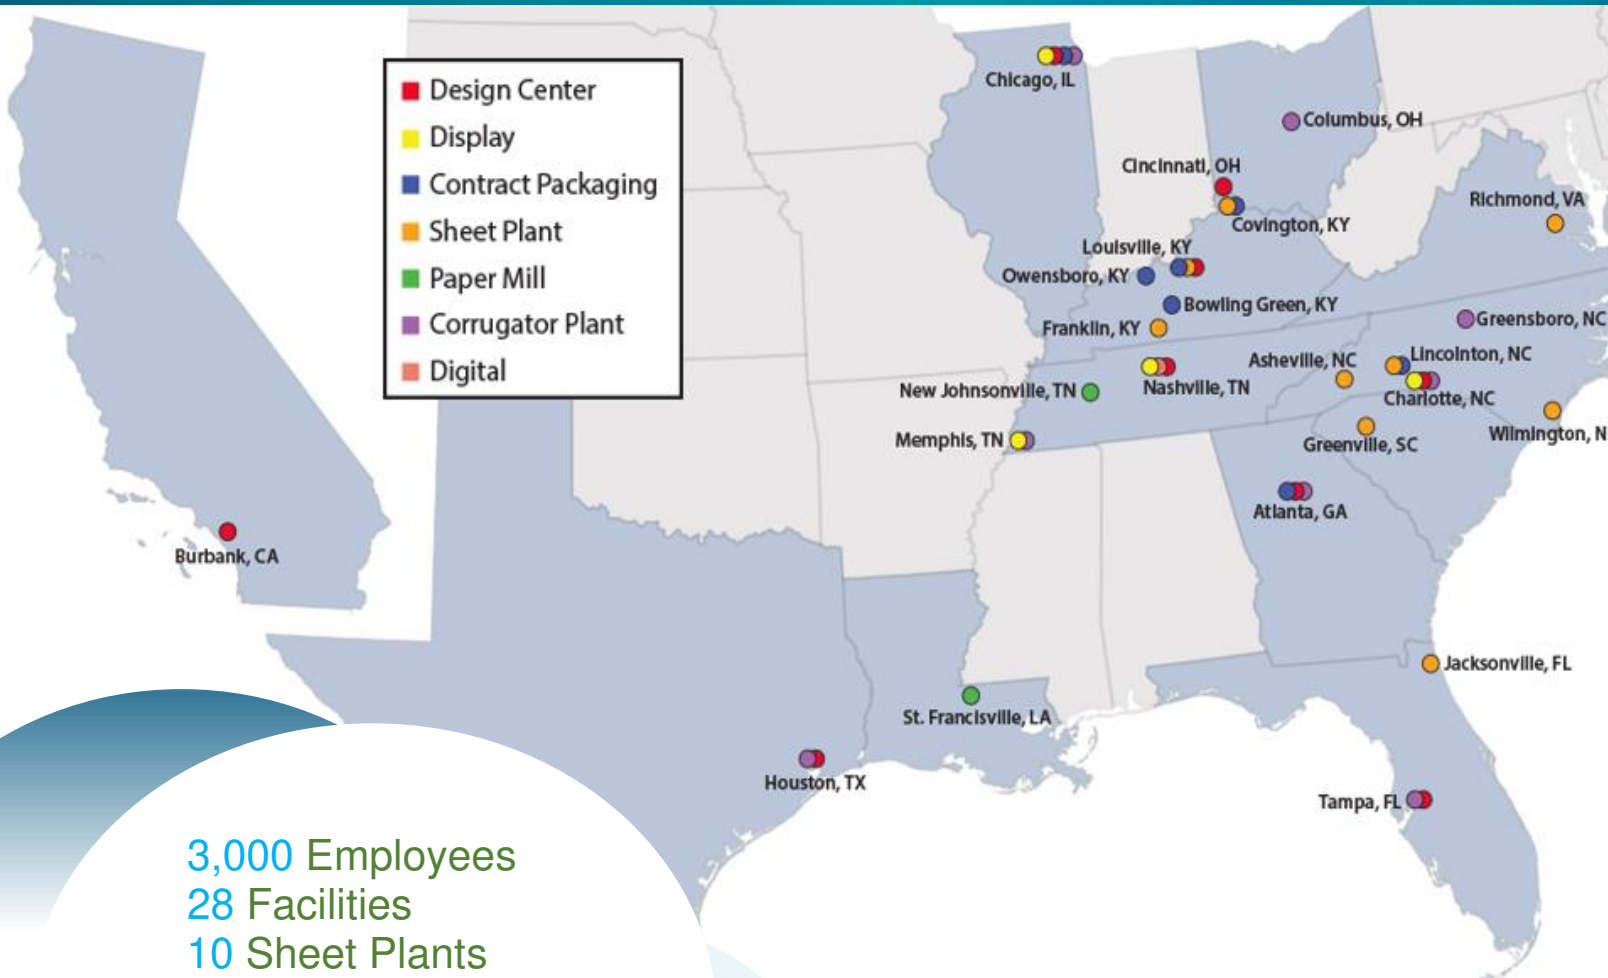 Design Center
Display
Contract Packaging
Sheet Plant
Paper Mill
Corrugator Plant
Digital
Chicago, IL
Columbus, OH
Cincinnati, OH
Richmond, VA
Covington, KY
Louisville, KY
Owensboro, KY
Bowling Green, KY
Franklin, KY
Greensboro, NC
Asheville, NC
Lincolnton, NC
New Johnsonville, TN
Nashville, TN
Charlotte, NC
Memphis, TN
Greenville, SC
Wilmington, N
Atlanta, GA
Burbank, CA
Jacksonville, FL
St. Francisville, LA
Houston, TX
Tampa, FL
3,000 Employees
28 Facilities
10 Sheet Plants